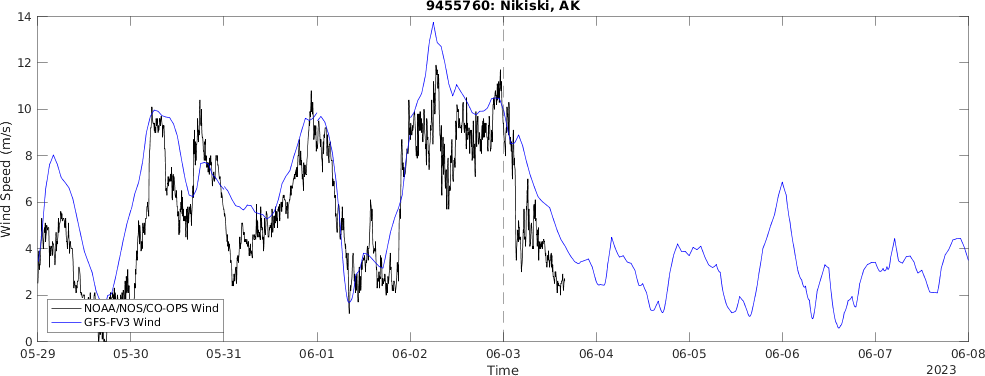 9455760: Nikiski, AK
Wind Speed (m/s)
14
12
10
8
6
4
2
0
NOAA/NOS/CO-OPS Wind
GFS-FV3 Wind
05-29 05-30 05-31 06-01 06-02 06-03 06-04 06-05 06-06 06-07 06-08
Time
2023